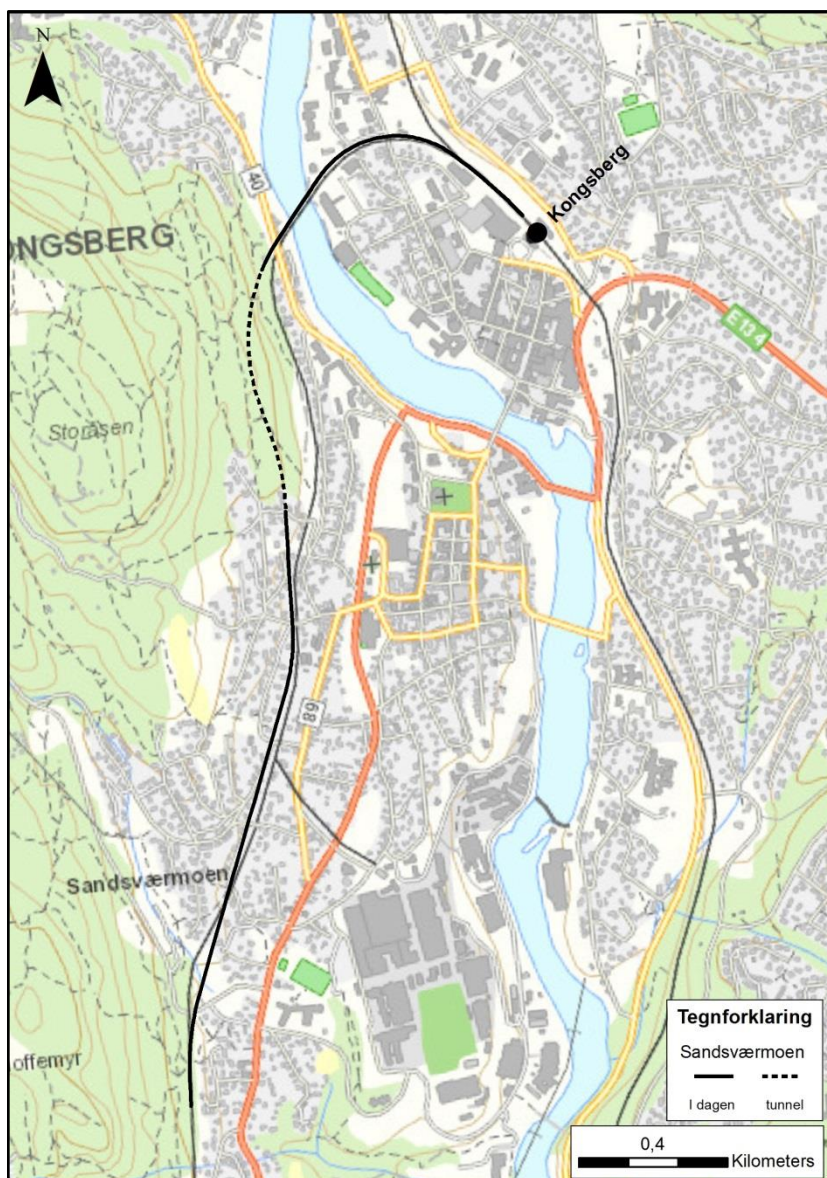 N
40
Kongsberg
ONGSBERG
E134
Storåsen
89
Sandsværmoen
offemyr
Tegnforklaring
Sandsværmoen
I dagen tunnel
0,4
Kilometers